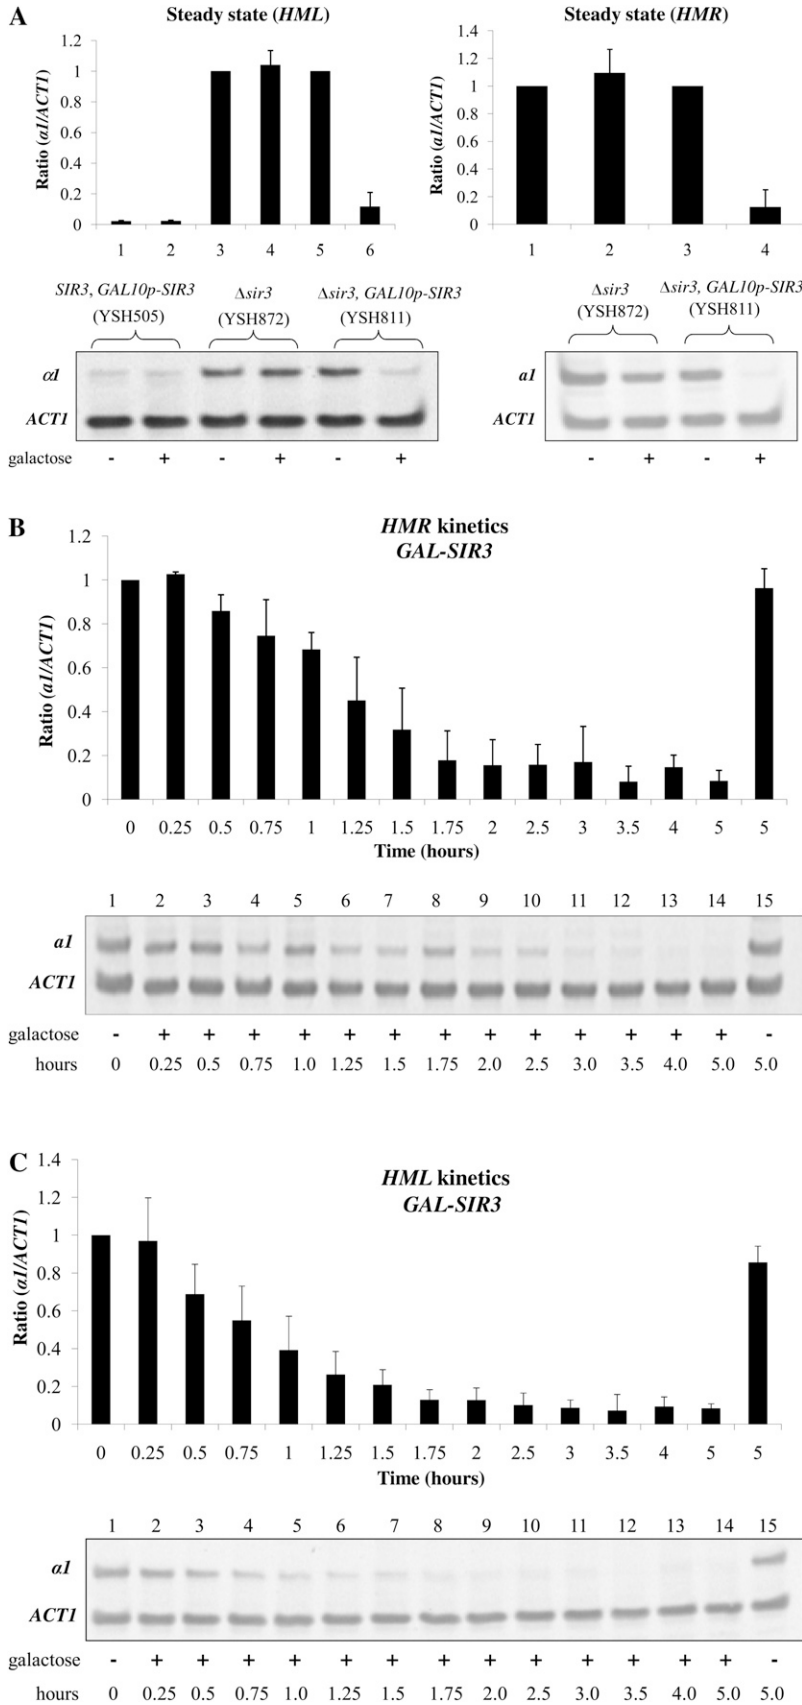 A
Steady state (HML)
Ratio (α1/ACT1)
1.2
1
0.8
0.6
0.4
0.2
0
1 2 3 4 5 6
Steady state (HMR)
Ratio (a1/ACT1)
1.4
1.2
1
0.8
0.6
0.4
0.2
0
1 2 3 4
SIR3, GAL10p-SIR3
(YSH505)
Δsir3
(YSH872)
Δsir3, GAL10p-SIR3
(YSH811)
α1
ACT1
galactose - + - + - +
Δsir3
(YSH872)
Δsir3, GAL10p-SIR3
(YSH811)
a1
ACT1
- + - +
B
HMR kinetics
GAL-SIR3
Ratio (a1/ACT1)
1.2
1
0.8
0.6
0.4
0.2
0
0 0.25 0.5 0.75 1 1.25 1.5 1.75 2 2.5 3 3.5 4 5 5
Time (hours)
1 2 3 4 5 6 7 8 9 10 11 12 13 14 15
a1
ACT1
galactose - + + + + + + + + + + + + + -
hours 0 0.25 0.5 0.75 1.0 1.25 1.5 1.75 2.0 2.5 3.0 3.5 4.0 5.0 5.0
C
HML kinetics
GAL-SIR3
Ratio (α1/ACT1)
1.4
1.2
1
0.8
0.6
0.4
0.2
0
0 0.25 0.5 0.75 1 1.25 1.5 1.75 2 2.5 3 3.5 4 5 5
Time (hours)
1 2 3 4 5 6 7 8 9 10 11 12 13 14 15
α1
ACT1
galactose - + + + + + + + + + + + + + -
hours 0 0.25 0.5 0.75 1.0 1.25 1.5 1.75 2.0 2.5 3.0 3.5 4.0 5.0 5.0